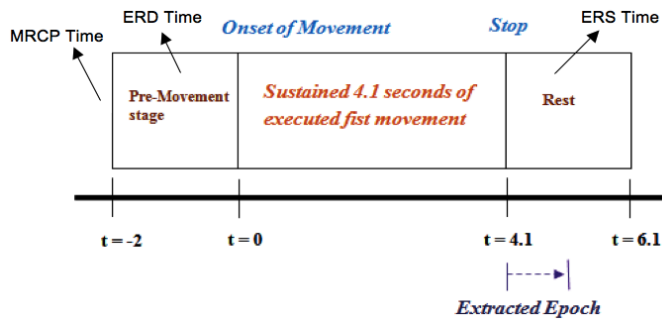 ERD Time
ERS Time
MRCP Time
Onset of Movement
Stop
Pre-Movement
stage
Sustained 4.1 seconds of
executed fist movement
Rest
t = -2
t = 0
t = 4.1
t = 6.1
Extracted Epoch